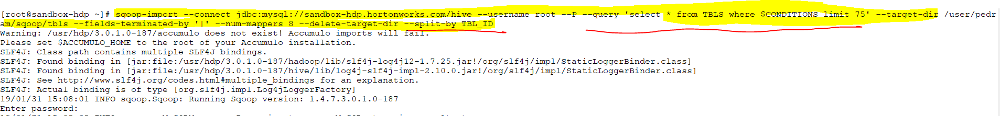 [root@sandbox-hdp ~]# sqoop-import --connect jdbc:mysql://sandbox-hdp.hortonworks.com/hive --username root --P --query 'select * from TBLS where $CONDITIONS limit 75' --target-dir /user/pedr
am/sqoop/tbls --fields-terminated-by '|' --num-mappers 8 --delete-target-dir --split-by TBL_ID
Warning: /usr/hdp/3.0.1.0-187/accumulo does not exist! Accumulo imports will fail.
Please set $ACCUMULO_HOME to the root of your Accumulo installation.
SLF4J: Class path contains multiple SLF4J bindings.
SLF4J: Found binding in [jar:file:/usr/hdp/3.0.1.0-187/hadoop/lib/slf4j-log4j12-1.7.25.jar!/org/slf4j/impl/StaticLoggerBinder.class]
SLF4J: Found binding in [jar:file:/usr/hdp/3.0.1.0-187/hive/lib/log4j-slf4j-impl-2.10.0.jar!/org/slf4j/impl/StaticLoggerBinder.class]
SLF4J: See http://www.slf4j.org/codes.html#multiple_bindings for an explanation.
SLF4J: Actual binding is of type [org.slf4j.impl.Log4jLoggerFactory]
19/01/31 15:08:01 INFO sqoop.Sqoop: Running Sqoop version: 1.4.7.3.0.1.0-187
Enter password: